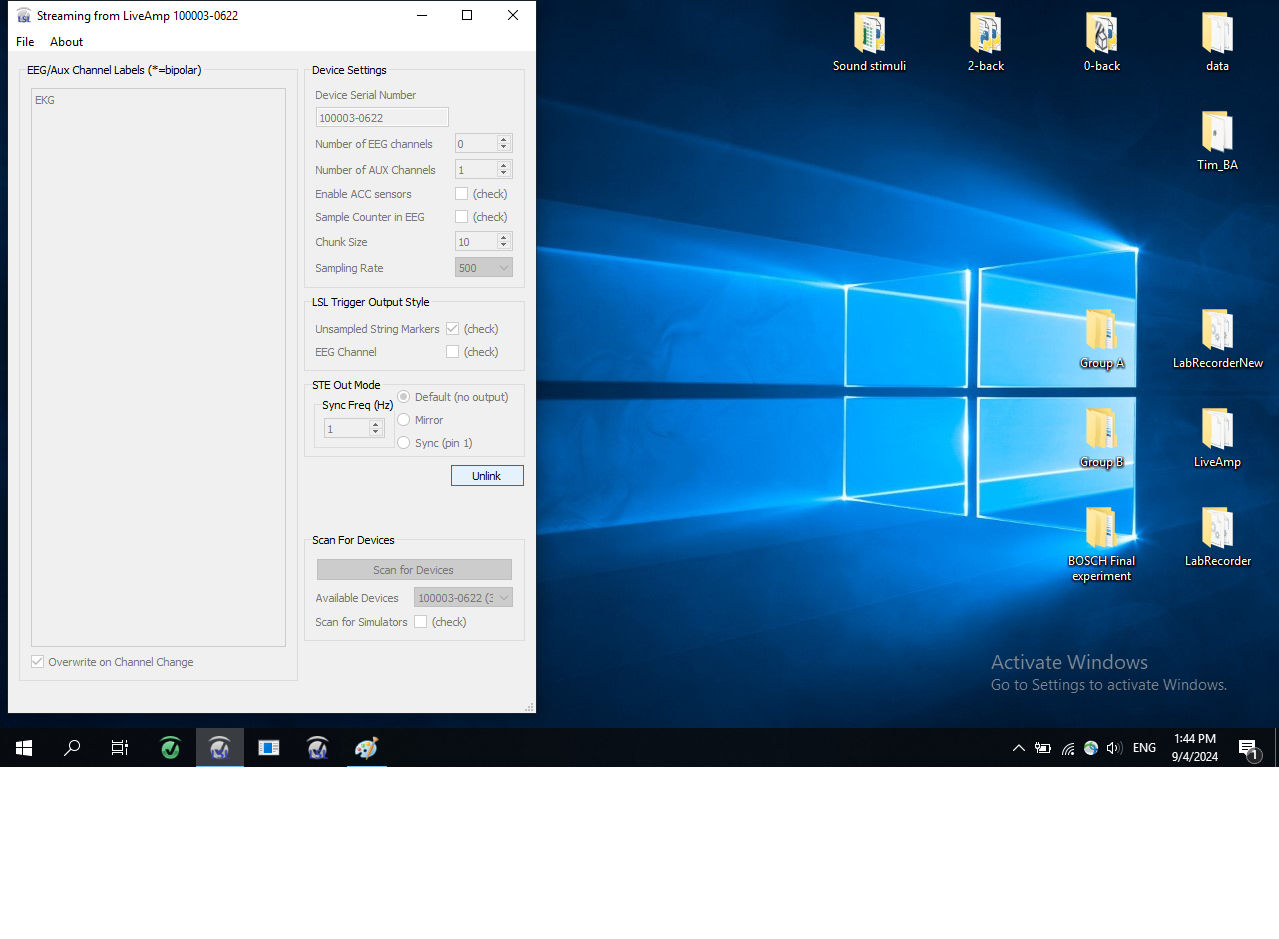 Streaming from LiveAmp 100003-0622
File About
EEG/Aux Channel Labels (*=bipolar)
EKG
Overwrite on Channel Change
Device Settings
Device Serial Number
100003-0622
Number of EEG channels 0
Number of AUX Channels 1
Enable ACC sensors (check)
Sample Counter in EEG (check)
Chunk Size 10
Sampling Rate 500
LSL Trigger Output Style
Unsampled String Markers (check)
EEG Channel (check)
STE Out Mode
Sync Freq (Hz)
1
Default (no output)
Mirror
Sync (pin 1)
Unlink
Scan For Devices
Scan for Devices
Available Devices 100003-0622 (3
Scan for Simulators (check)
Sound stimuli
2-back
0-back
data
Tim_BA
Group A
LabRecorderNew
Group B
LiveAmp
BOSCH Final
experiment
LabRecorder
Activate Windows
Go to Settings to activate Windows.
ENG
1:44 PM
9/4/2024
1
LSL